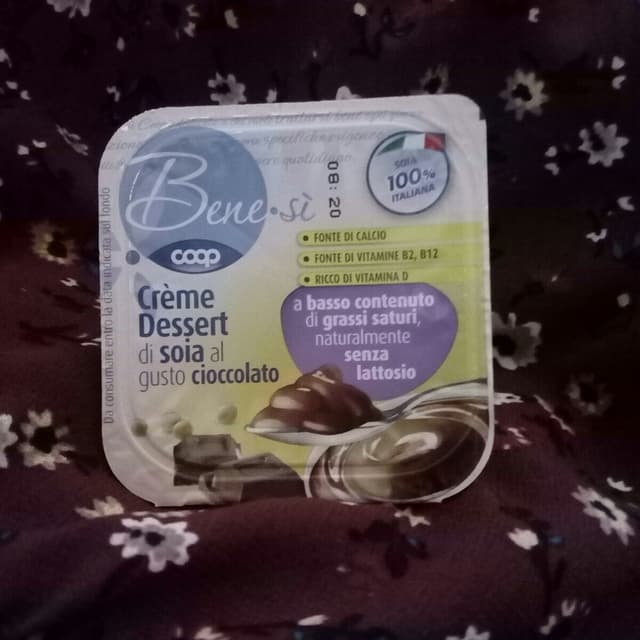 Bene.sì
coop
08:20
SOIA
100%
ITALIANA
• FONTE DI CALCIO
• FONTE DI VITAMINE B2, B12
• RICCO DI VITAMINA D
a basso contenuto
di grassi saturi,
naturalmente
senza
lattosio
Crème
Dessert
di soia al
gusto cioccolato
Da consumare entro la data indicata sul fondo
quotidiano